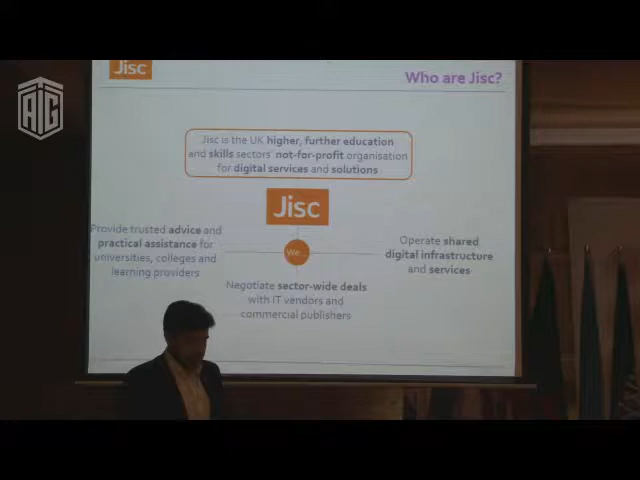 Jisc
Who are Jisc?
AIG
Jisc is the UK higher, further education
and skills sectors' not-for-profit organisation
for digital services and solutions
Jisc
Provide trusted advice and
practical assistance for
universities, colleges and
learning providers
We...
Operate shared
digital infrastructure
and services
Negotiate sector-wide deals
with IT vendors and
commercial publishers